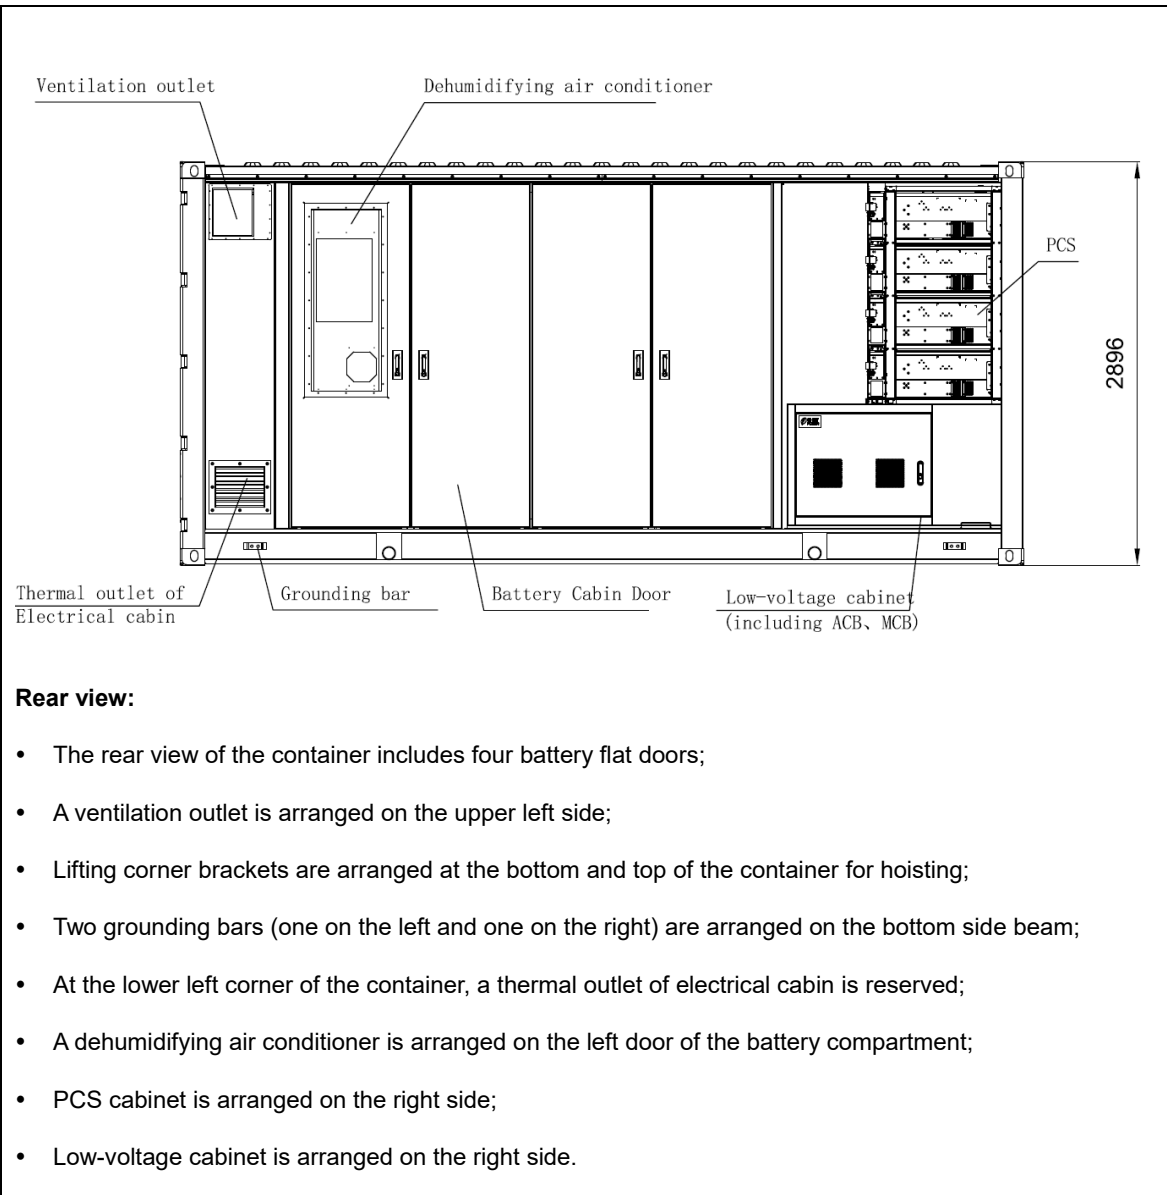 Ventilation outlet
Dehumidifying air conditioner
PCS
2896
Thermal outlet of
Electrical cabin
Grounding bar
Battery Cabin Door
Low-voltage cabinet
(including ACB、MCB)
Rear view:
• The rear view of the container includes four battery flat doors;
• A ventilation outlet is arranged on the upper left side;
• Lifting corner brackets are arranged at the bottom and top of the container for hoisting;
• Two grounding bars (one on the left and one on the right) are arranged on the bottom side beam;
• At the lower left corner of the container, a thermal outlet of electrical cabin is reserved;
• A dehumidifying air conditioner is arranged on the left door of the battery compartment;
• PCS cabinet is arranged on the right side;
• Low-voltage cabinet is arranged on the right side.